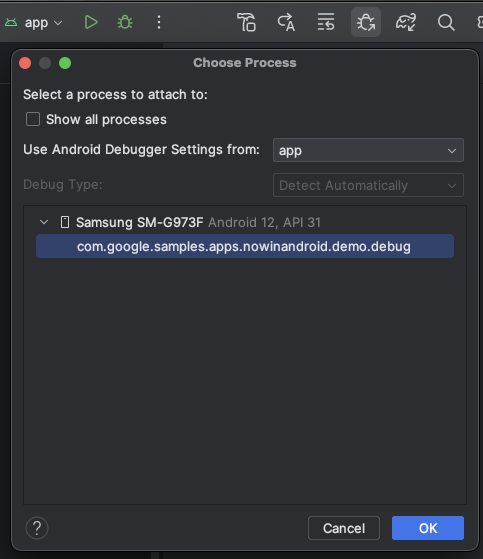 app
Choose Process
Select a process to attach to:
Show all processes
Use Android Debugger Settings from: app
Debug Type: Detect Automatically
Samsung SM-G973F Android 12, API 31
com.google.samples.apps.nowinandroid.demo.debug
? Cancel OK